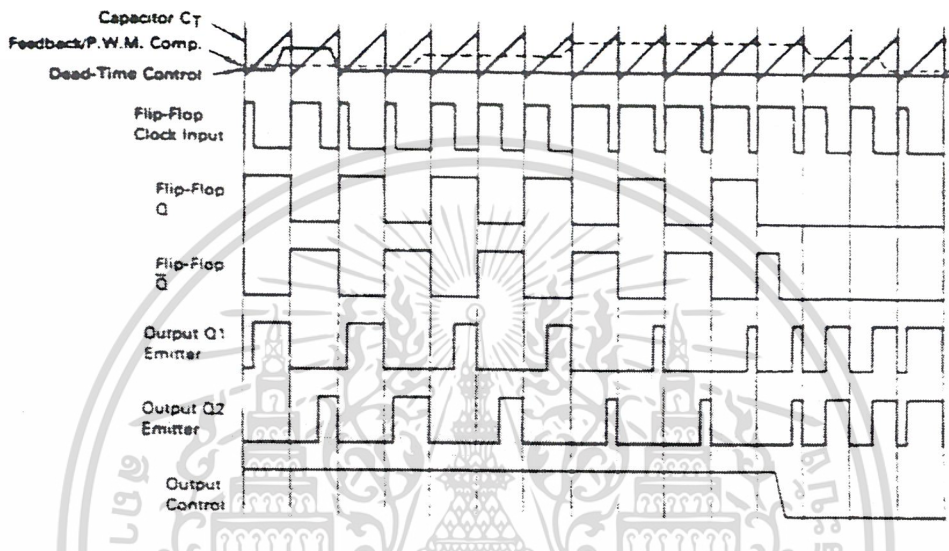 Capacitor CT
Feedback/P.W.M. Comp.
Dead-Time Control
Flip-Flop
Clock Input
Flip-Flop
Q
Flip-Flop
Q̅
Output Q1
Emitter
Output Q2
Emitter
Output
Control